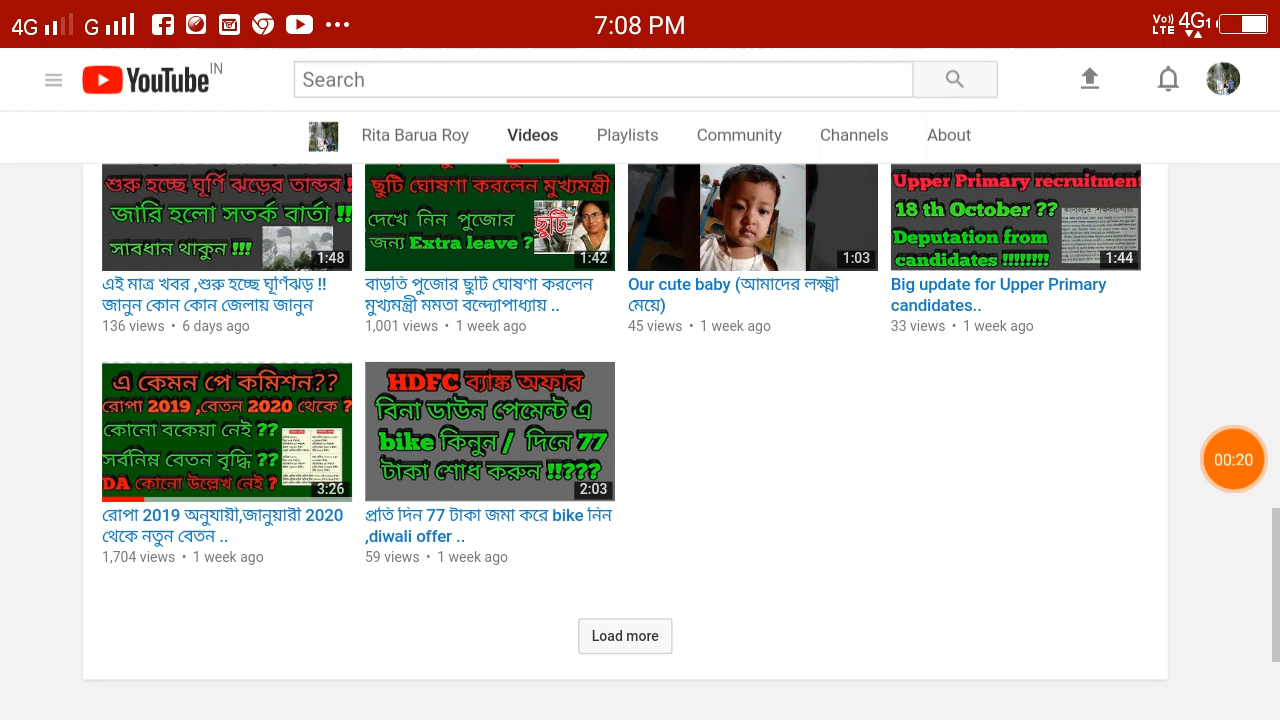 4G G 7:08 PM Vo)) LTE 4G1
YouTube IN Search
Rita Barua Roy Videos Playlists Community Channels About
শুরু হচ্ছে ঘূর্ণি ঝড়ের তান্ডব !
জারি হলো সতর্ক বার্তা !!
সাবধান থাকুন !!!
1:48
ছুটি ঘোষণা করলেন মুখ্যমন্ত্রী
দেখে নিন পুজোর
জন্য Extra leave ?
ছুটি
1:42
1:03
Upper Primary recruitment
18 th October ??
Deputation from
candidates !!!!!!!!
1:44
এই মাত্র খবর ,শুরু হচ্ছে ঘূর্ণিঝড় !!
জানুন কোন কোন জেলায় জানুন
136 views • 6 days ago
বাড়তি পুজোর ছুটি ঘোষণা করলেন
মুখ্যমন্ত্রী মমতা বন্দ্যোপাধ্যায় ..
1,001 views • 1 week ago
Our cute baby (আমাদের লক্ষ্মী
মেয়ে)
45 views • 1 week ago
Big update for Upper Primary
candidates..
33 views • 1 week ago
এ কেমন পে কমিশন??
রোপা 2019 ,বেতন 2020 থেকে ?
কোনো বকেয়া নেই ??
সর্বনিম্ন বেতন বৃদ্ধি ??
DA কোনো উল্লেখ নেই ?
3:26
HDFC ব্যাঙ্ক অফার
বিনা ডাউন পেমেন্ট এ
bike কিনুন / দিনে 77
টাকা শোধ করুন !!???
2:03
রোপা 2019 অনুযায়ী,জানুয়ারী 2020
থেকে নতুন বেতন ..
1,704 views • 1 week ago
প্রতি দিন 77 টাকা জমা করে bike নিন
,diwali offer ..
59 views • 1 week ago
00:20
Load more